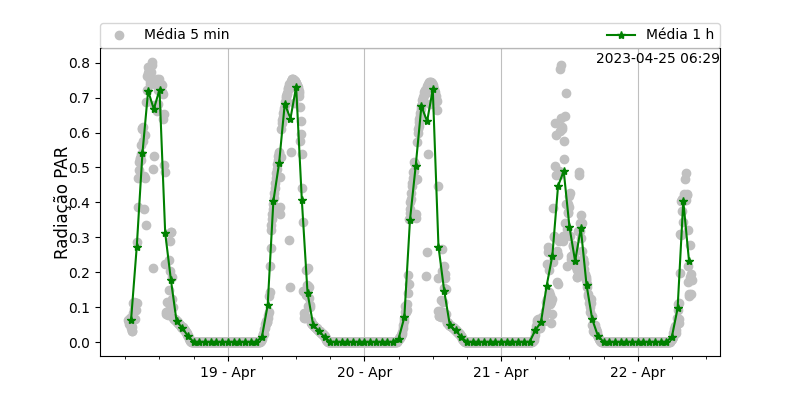 Média 5 min
Média 1 h
2023-04-25 06:29
Radiação PAR
0.8
0.7
0.6
0.5
0.4
0.3
0.2
0.1
0.0
19 - Apr
20 - Apr
21 - Apr
22 - Apr